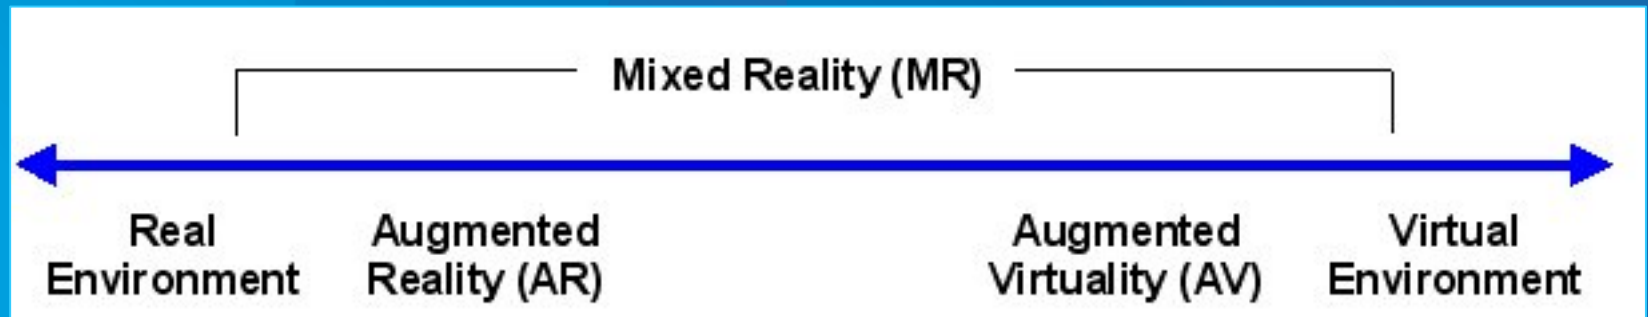 Mixed Reality (MR)
Real
Environment
Augmented
Reality (AR)
Augmented
Virtuality (AV)
Virtual
Environment